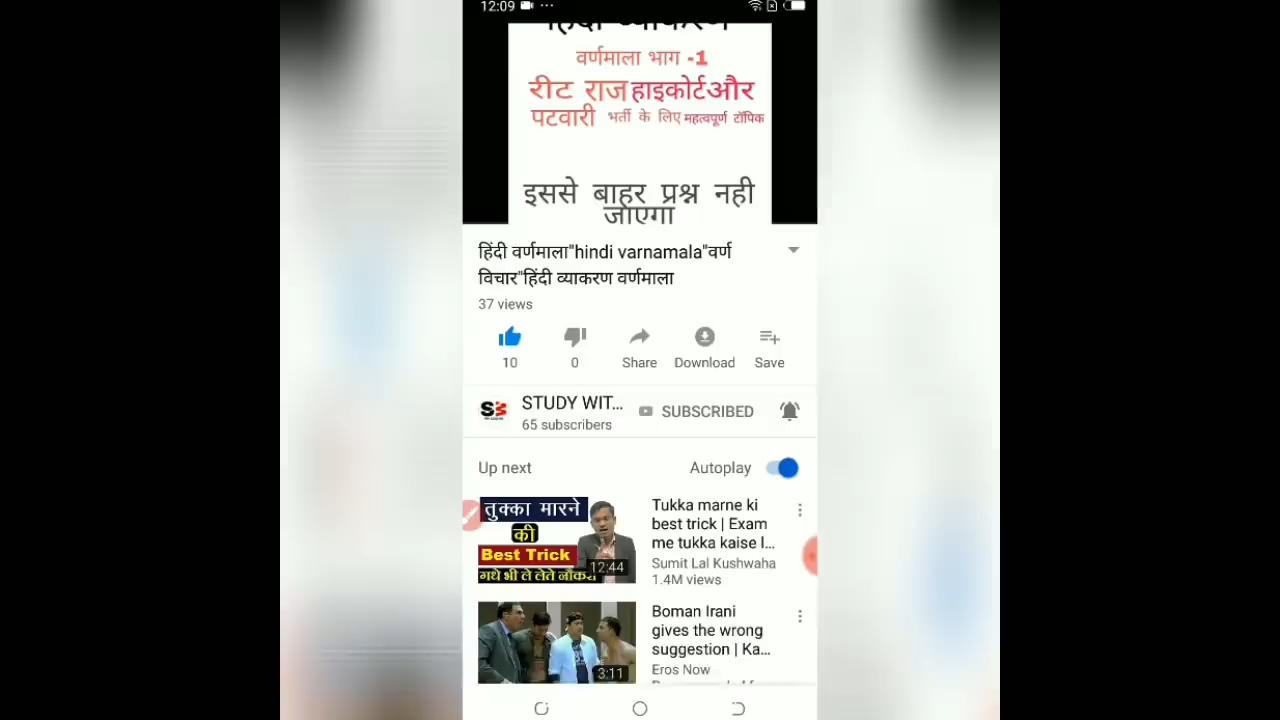 12:09
हिंदी व्याकरण
वर्णमाला भाग -1
रीट राज हाइकोर्ट और
पटवारी भर्ती के लिए महत्वपूर्ण टॉपिक
इससे बाहर प्रश्न नही
जाएगा
हिंदी वर्णमाला"hindi varnamala"वर्ण
विचार"हिंदी व्याकरण वर्णमाला
37 views
10
0
Share
Download
Save
STUDY WIT...
SUBSCRIBED
65 subscribers
Up next
Autoplay
तुक्का मारने
की
Best Trick
गधे भी ले लेते नौकरी
12:44
Tukka marne ki
best trick | Exam
me tukka kaise l...
Sumit Lal Kushwaha
1.4M views
3:11
Boman Irani
gives the wrong
suggestion | Ka...
Eros Now